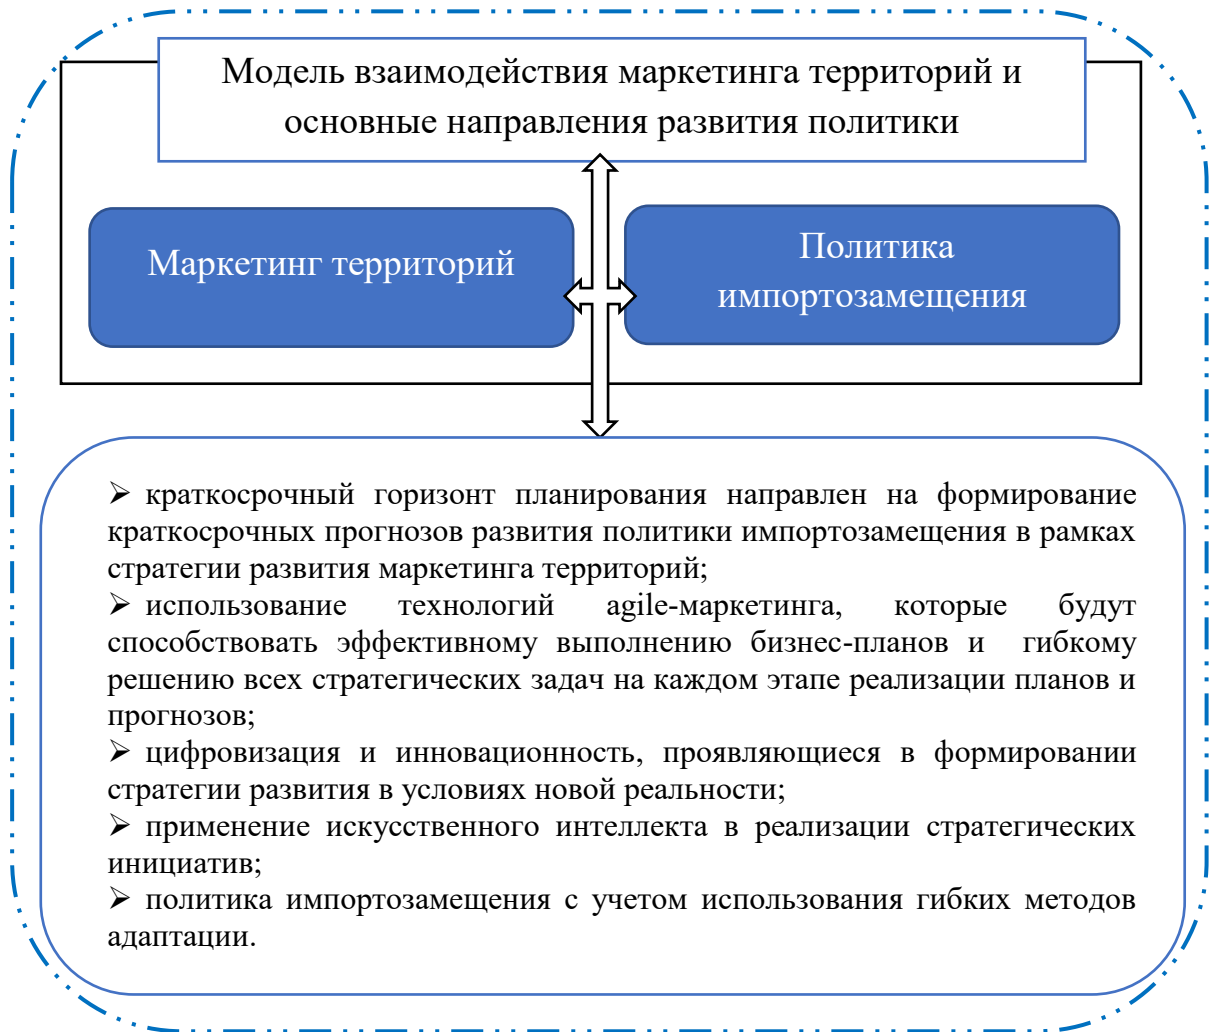 Модель взаимодействия маркетинга территорий и
основные направления развития политики
Маркетинг территорий
Политика
импортозамещения
➢ краткосрочный горизонт планирования направлен на формирование
краткосрочных прогнозов развития политики импортозамещения в рамках
стратегии развития маркетинга территорий;
➢ использование технологий agile-маркетинга, которые будут
способствовать эффективному выполнению бизнес-планов и гибкому
решению всех стратегических задач на каждом этапе реализации планов и
прогнозов;
➢ цифровизация и инновационность, проявляющиеся в формировании
стратегии развития в условиях новой реальности;
➢ применение искусственного интеллекта в реализации стратегических
инициатив;
➢ политика импортозамещения с учетом использования гибких методов
адаптации.